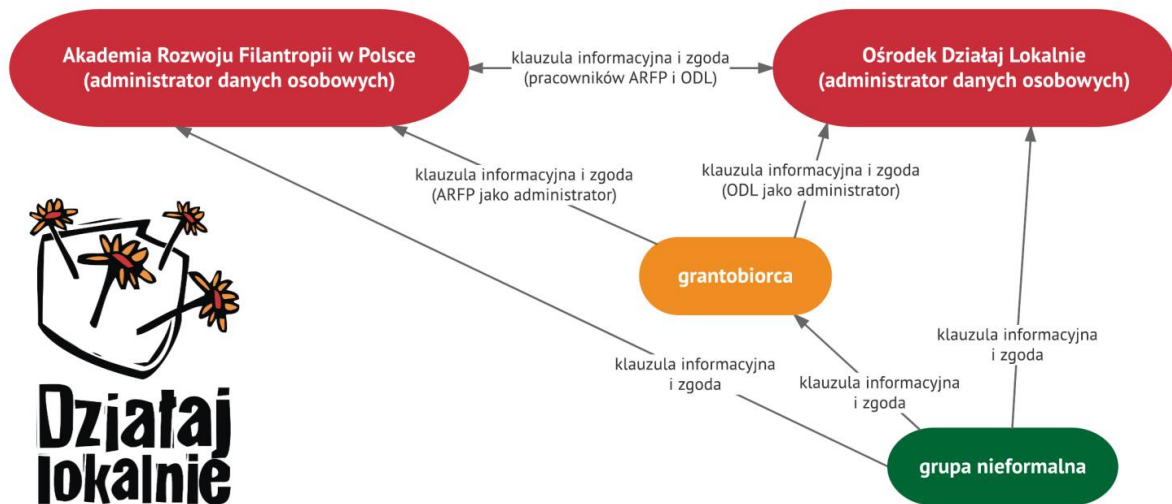 Akademia Rozwoju Filantropii w Polsce
(administrator danych osobowych)
klauzula informacyjna i zgoda
(pracowników ARFP i ODL)
Ośrodek Działaj Lokalnie
(administrator danych osobowych)
klauzula informacyjna i zgoda
(ARFP jako administrator)
klauzula informacyjna i zgoda
(ODL jako administrator)
grantobiorca
klauzula informacyjna
i zgoda
klauzula informacyjna
i zgoda
klauzula informacyjna
i zgoda
grupa nieformalna
Działaj
lokalnie